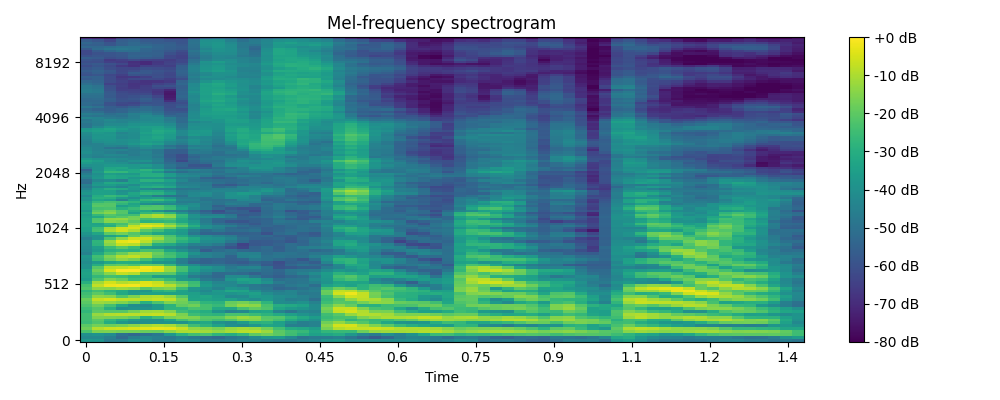 Mel-frequency spectrogram
Hz
8192
4096
2048
1024
512
0
0 0.15 0.3 0.45 0.6 0.75 0.9 1.1 1.2 1.4
Time
+0 dB
-10 dB
-20 dB
-30 dB
-40 dB
-50 dB
-60 dB
-70 dB
-80 dB